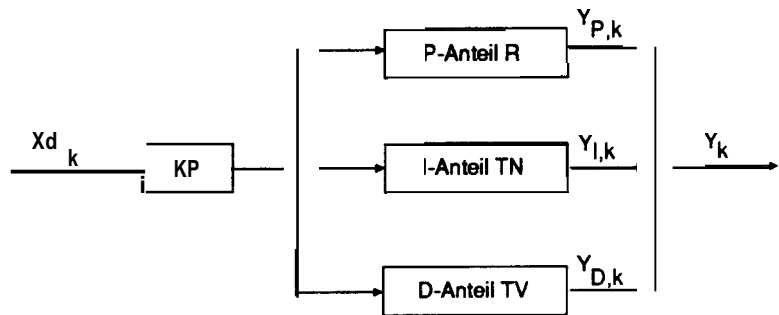 Y_P,k
P-Anteil R
Xd_k
KP
Y_I,k
I-Anteil TN
Y_k
Y_D,k
D-Anteil TV